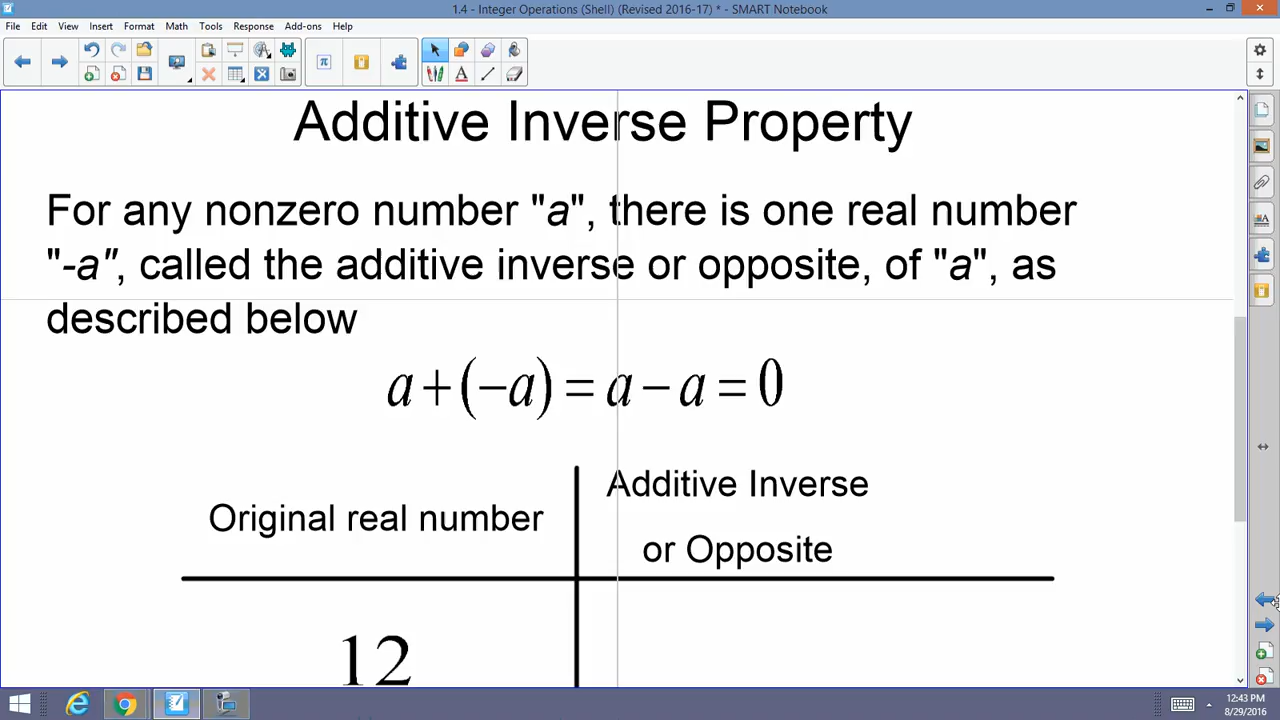 1.4 - Integer Operations (Shell) (Revised 2016-17) * - SMART Notebook
File Edit View Insert Format Math Tools Response Add-ons Help
Additive Inverse Property
For any nonzero number "a", there is one real number
"-a", called the additive inverse or opposite, of "a", as
described below
a+(−a)=a−a=0
Additive Inverse
Original real number
or Opposite
12
12:43 PM
8/29/2016